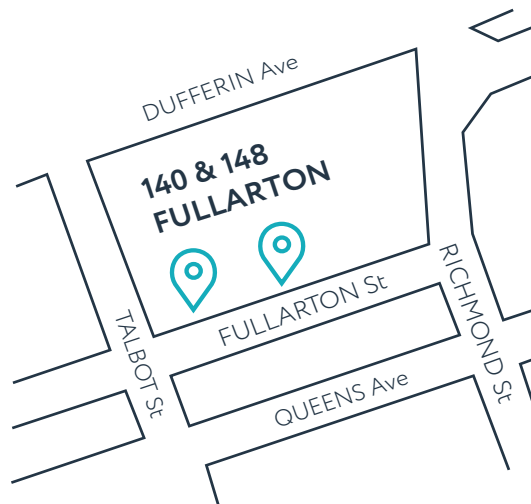 DUFFERIN Ave
140 & 148
FULLARTON
FULLARTON St
RICHMOND St
TALBOT St
QUEENS Ave